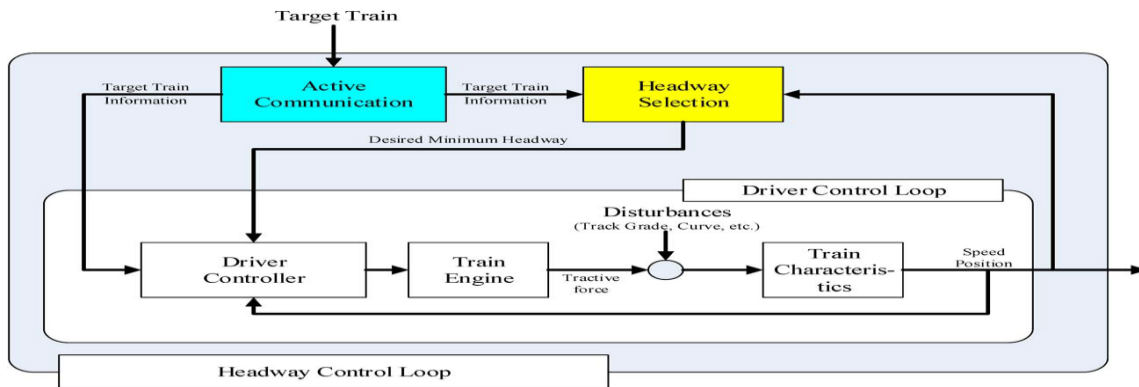 Target Train
Target Train
Information
Active
Communication
Target Train
Information
Headway
Selection
Desired Minimum Headway
Driver Control Loop
Disturbances
(Track Grade, Curve, etc.)
Driver
Controller
Train
Engine
Tractive
force
Train
Characteris-
tics
Speed
Position
Headway Control Loop